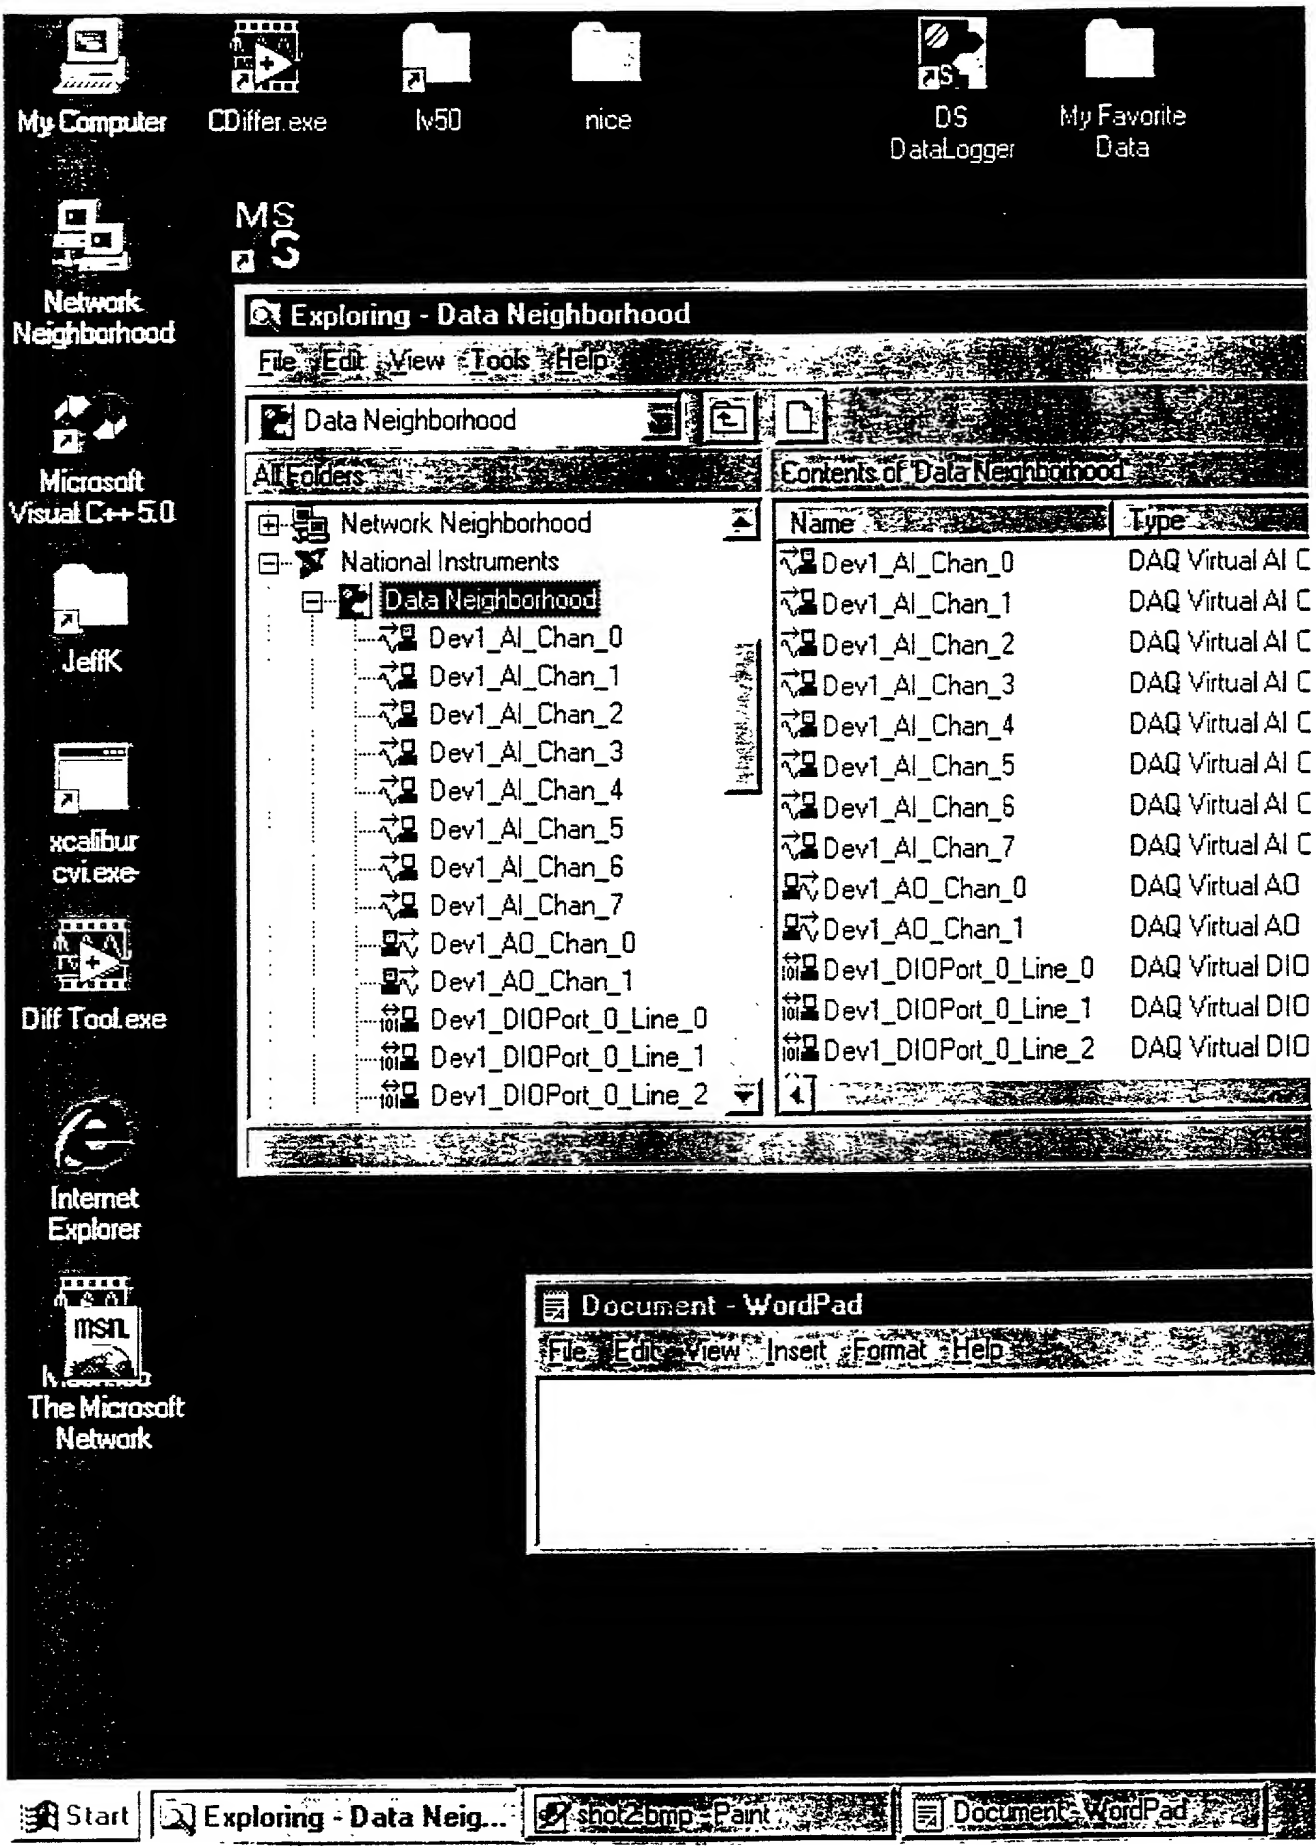 My Computer
CDiffer.exe
lv50
nice
DS
DataLogger
My Favorite
Data
MS
Network
Neighborhood
Microsoft
Visual C++ 5.0
JeffK
xcalibur
cvi.exe
Diff Tool.exe
Internet
Explorer
msn
The Microsoft
Network
Exploring - Data Neighborhood
File Edit View Tools Help
Data Neighborhood
All Folders
Contents of 'Data Neighborhood'
Network Neighborhood
National Instruments
Data Neighborhood
Dev1_AI_Chan_0
Dev1_AI_Chan_1
Dev1_AI_Chan_2
Dev1_AI_Chan_3
Dev1_AI_Chan_4
Dev1_AI_Chan_5
Dev1_AI_Chan_6
Dev1_AI_Chan_7
Dev1_AO_Chan_0
Dev1_AO_Chan_1
Dev1_DIOPort_0_Line_0
Dev1_DIOPort_0_Line_1
Dev1_DIOPort_0_Line_2
Name Type
Dev1_AI_Chan_0 DAQ Virtual AI C
Dev1_AI_Chan_1 DAQ Virtual AI C
Dev1_AI_Chan_2 DAQ Virtual AI C
Dev1_AI_Chan_3 DAQ Virtual AI C
Dev1_AI_Chan_4 DAQ Virtual AI C
Dev1_AI_Chan_5 DAQ Virtual AI C
Dev1_AI_Chan_6 DAQ Virtual AI C
Dev1_AI_Chan_7 DAQ Virtual AI C
Dev1_AO_Chan_0 DAQ Virtual AO
Dev1_AO_Chan_1 DAQ Virtual AO
Dev1_DIOPort_0_Line_0 DAQ Virtual DIO
Dev1_DIOPort_0_Line_1 DAQ Virtual DIO
Dev1_DIOPort_0_Line_2 DAQ Virtual DIO
Document - WordPad
File Edit View Insert Format Help
Start
Exploring - Data Neig...
shot2.bmp - Paint
Document - WordPad